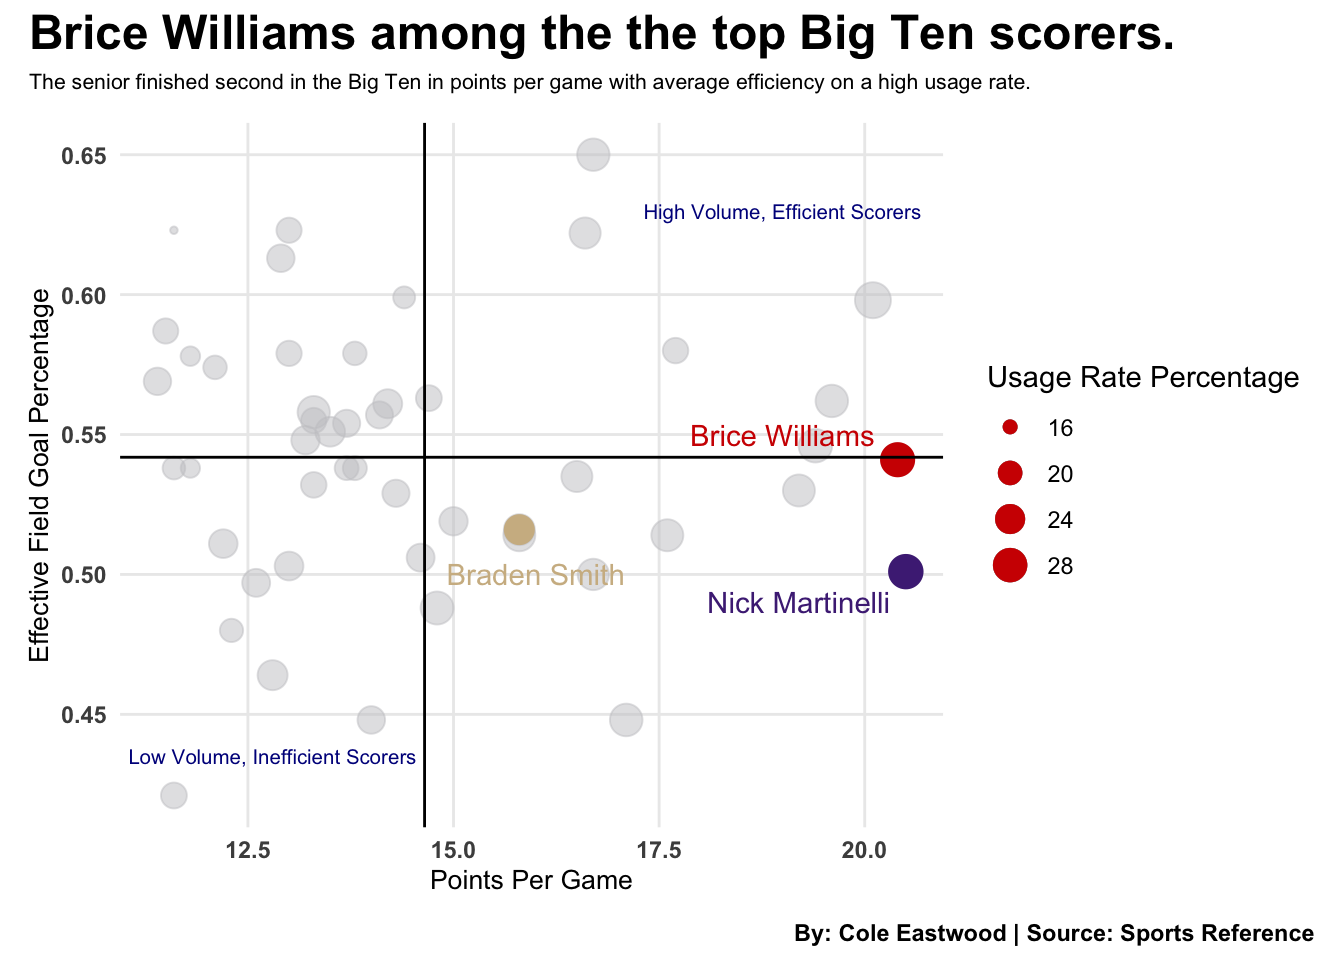 Brice Williams among the the top Big Ten scorers.
The senior finished second in the Big Ten in points per game with average efficiency on a high usage rate.
0.65
High Volume, Efficient Scorers
0.60
Effective Field Goal Percentage
Usage Rate Percentage
16
0.55
Brice Williams
20
24
28
0.50
Braden Smith
Nick Martinelli
0.45
Low Volume, Inefficient Scorers
12.5
15.0
17.5
20.0
Points Per Game
By: Cole Eastwood | Source: Sports Reference